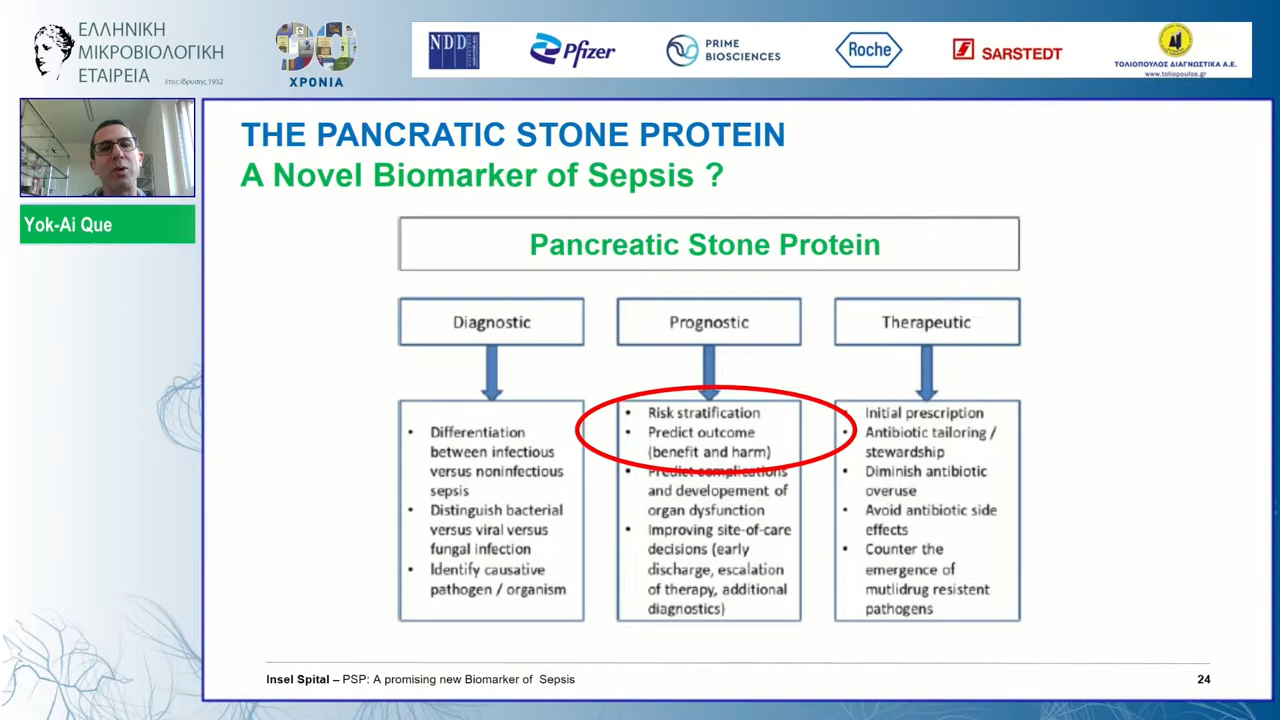 ΕΛΛΗΝΙΚΗ
ΜΙΚΡΟΒΙΟΛΟΓΙΚΗ
ΕΤΑΙΡΕΙΑ
έτος ίδρυσης 1932
90
ΧΡΟΝΙΑ
NDD
Pfizer
PRIME
BIOSCIENCES
Roche
SARSTEDT
ΤΟΛΙΟΠΟΥΛΟΣ ΔΙΑΓΝΩΣΤΙΚΑ Α.Ε.
www.toliopoulos.gr
Yok-Ai Que
THE PANCRATIC STONE PROTEIN
A Novel Biomarker of Sepsis ?
Pancreatic Stone Protein
Diagnostic
• Differentiation
between infectious
versus noninfectious
sepsis
• Distinguish bacterial
versus viral versus
fungal infection
• Identify causative
pathogen / organism
Prognostic
• Risk stratification
• Predict outcome
(benefit and harm)
• Predict complications
and developement of
organ dysfunction
• Improving site-of-care
decisions (early
discharge, escalation
of therapy, additional
diagnostics)
Therapeutic
• Initial prescription
• Antibiotic tailoring /
stewardship
• Diminish antibiotic
overuse
• Avoid antibiotic side
effects
• Counter the
emergence of
mutlidrug resistent
pathogens
Insel Spital – PSP: A promising new Biomarker of Sepsis
24